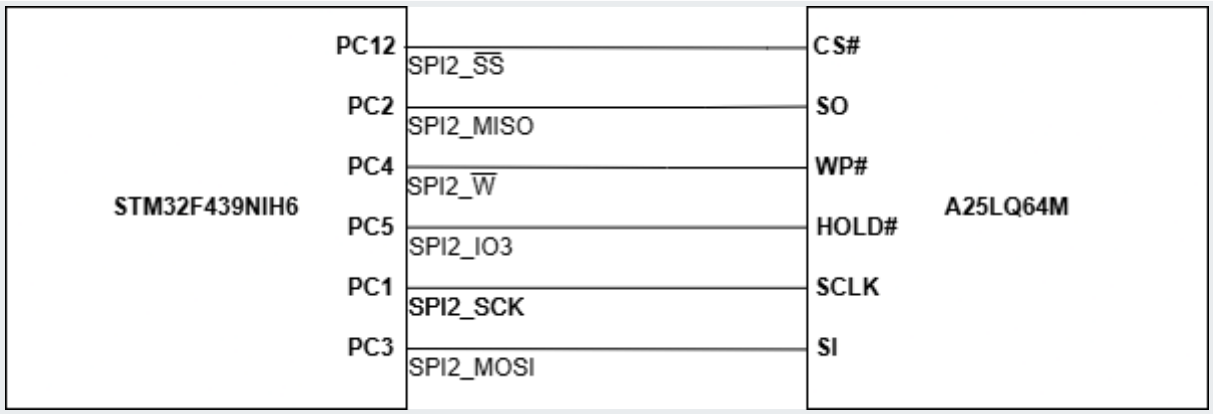 PC12
SPI2_S̅S̅
CS#
PC2
SPI2_MISO
SO
PC4
SPI2_W̅
WP#
STM32F439NIH6
A25LQ64M
PC5
SPI2_IO3
HOLD#
PC1
SPI2_SCK
SCLK
PC3
SPI2_MOSI
SI